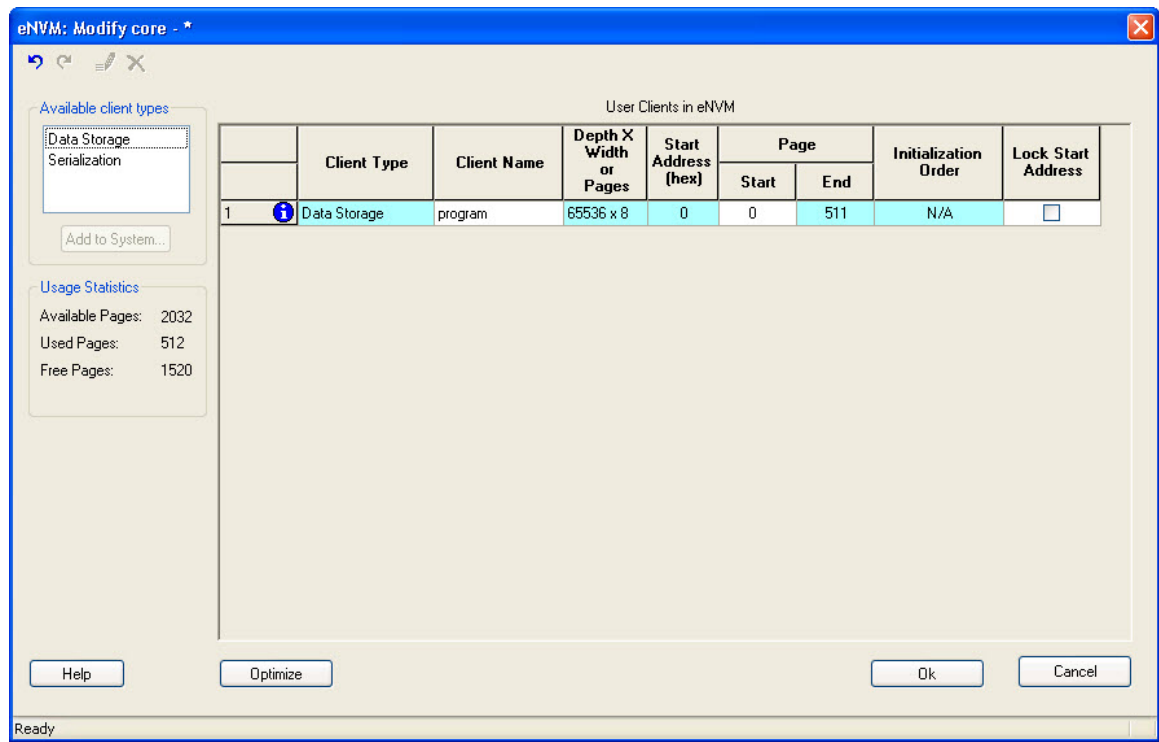 eNVM: Modify core - *
Available client types
Data Storage
Serialization
Add to System...
Usage Statistics
Available Pages: 2032
Used Pages: 512
Free Pages: 1520
User Clients in eNVM
Client Type
Client Name
Depth X
Width
or
Pages
Start
Address
(hex)
Page
Start End
Initialization
Order
Lock Start
Address
1 Data Storage program 65536 x 8 0 0 511 N/A
Help Optimize Ok Cancel
Ready